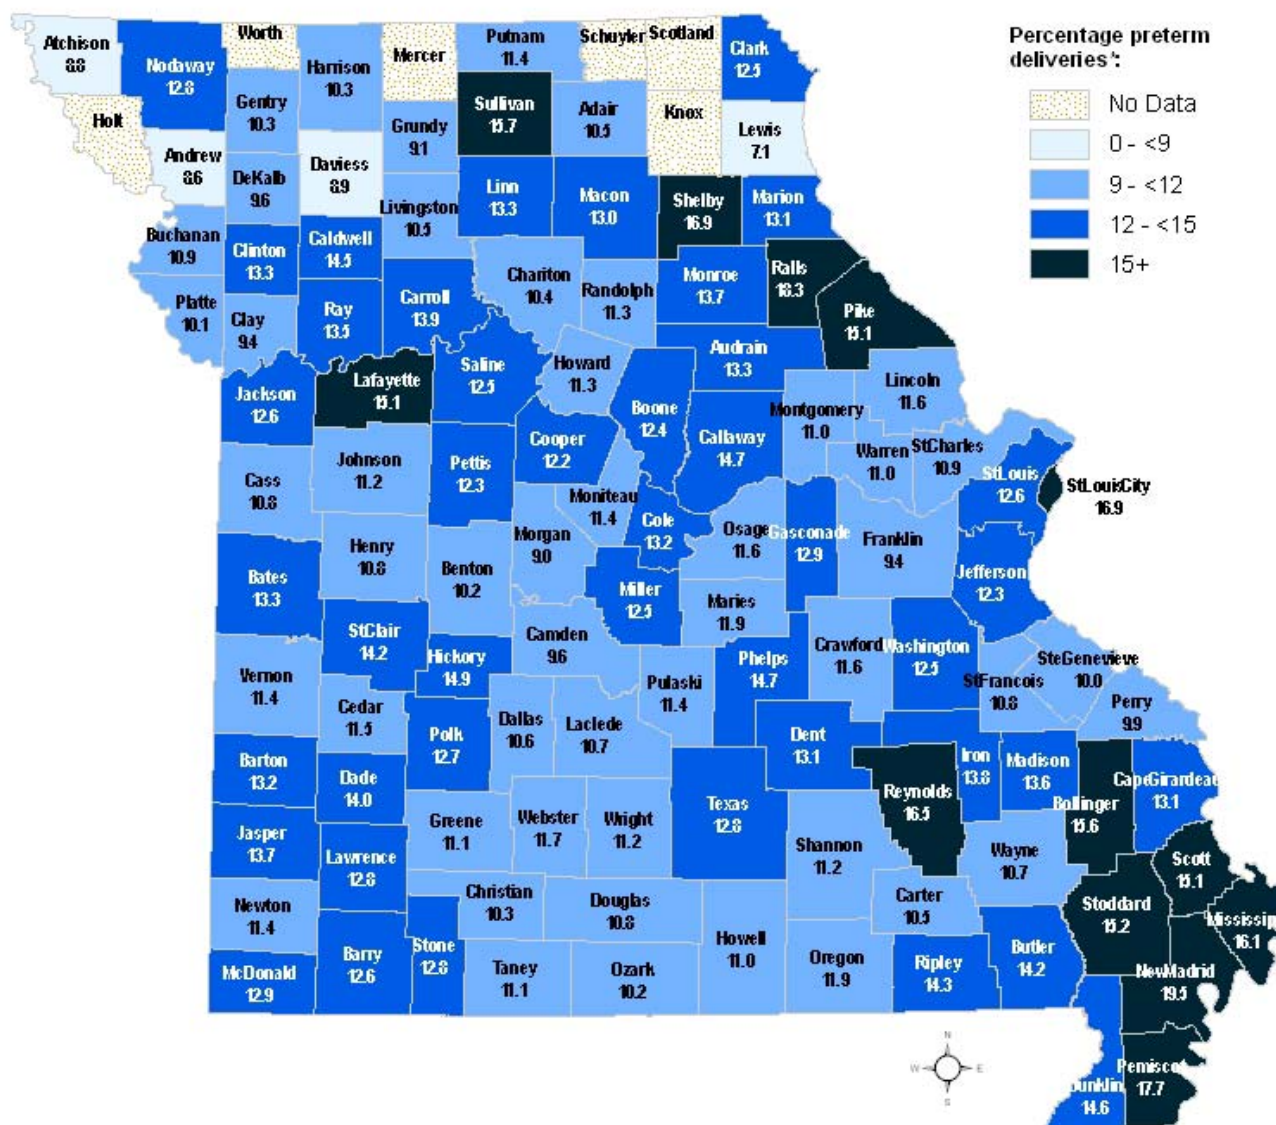 Percentage preterm
deliveries*:
No Data
0 - <9
9 - <12
12 - <15
15+
Atchison
8.8
Nodaway
12.8
Worth
Harrison
10.3
Mercer
Putnam
11.4
Schuyler
Scotland
Clark
12.5
Holt
Gentry
10.3
Sullivan
15.7
Adair
10.5
Knox
Lewis
7.1
Andrew
8.6
DeKalb
9.6
Daviess
8.9
Grundy
9.1
Livingston
10.5
Linn
13.3
Macon
13.0
Shelby
16.9
Marion
13.1
Buchanan
10.9
Clinton
13.3
Caldwell
14.5
Chariton
10.4
Randolph
11.3
Monroe
13.7
Ralls
18.3
Pike
15.1
Platte
10.1
Clay
9.4
Ray
13.5
Carroll
13.9
Saline
12.5
Howard
11.3
Audrain
13.3
Lincoln
11.6
Jackson
12.6
Lafayette
15.1
Boone
12.4
Callaway
14.7
Montgomery
11.0
Warren
11.0
StCharles
10.9
StLouis
12.6
StLouisCity
16.9
Cass
10.8
Johnson
11.2
Pettis
12.3
Cooper
12.2
Moniteau
11.4
Cole
13.2
Osage
11.6
Gasconade
12.9
Franklin
9.4
Jefferson
12.3
Bates
13.3
Henry
10.8
Benton
10.2
Morgan
9.0
Miller
12.5
Maries
11.9
StClair
14.2
Hickory
14.9
Camden
9.6
Pulaski
11.4
Phelps
14.7
Crawford
11.6
Washington
12.5
StFrancois
10.8
SteGenevieve
10.0
Perry
9.9
Vernon
11.4
Cedar
11.5
Polk
12.7
Dallas
10.6
Laclede
10.7
Dent
13.1
Iron
13.8
Madison
13.6
Bollinger
15.6
CapeGirardeau
13.1
Barton
13.2
Dade
14.0
Greene
11.1
Webster
11.7
Wright
11.2
Texas
12.8
Reynolds
16.5
Jasper
13.7
Lawrence
12.8
Shannon
11.2
Wayne
10.7
Scott
15.1
Newton
11.4
Christian
10.3
Douglas
10.8
Howell
11.0
Carter
10.5
Stoddard
15.2
Mississip
16.1
McDonald
12.9
Barry
12.6
Stone
12.8
Taney
11.1
Ozark
10.2
Oregon
11.9
Ripley
14.3
Butler
14.2
NewMadrid
19.5
Dunklin
14.6
Pemiscot
17.7
N
W
E
S